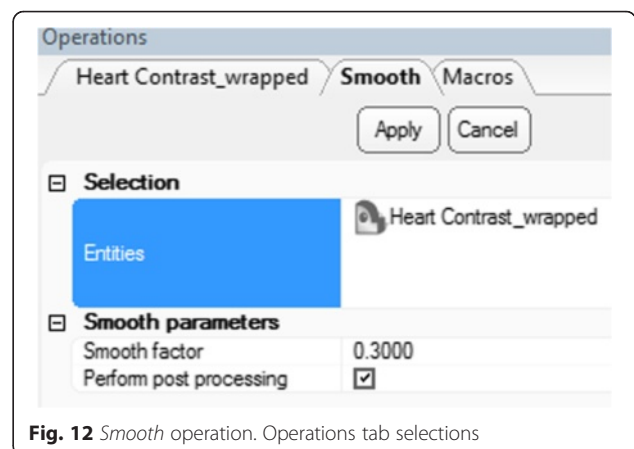 Operations
Heart Contrast_wrapped Smooth Macros
Apply Cancel
Selection
Entities Heart Contrast_wrapped
Smooth parameters
Smooth factor 0.3000
Perform post processing
Fig. 12 Smooth operation. Operations tab selections